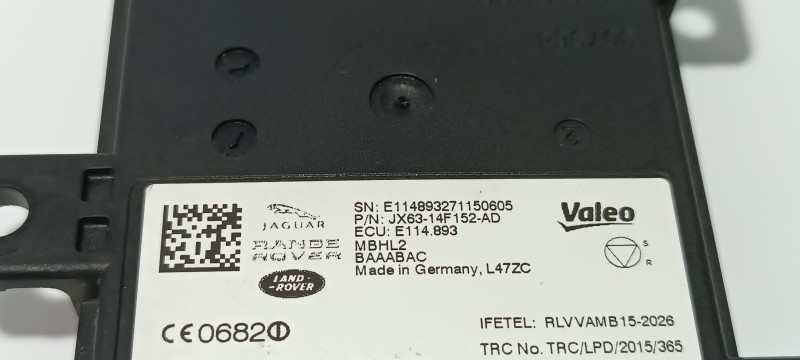 SN: E114893271150605
P/N: JX63-14F152-AD
ECU: E114.893
MBHL2
BAAABAC
Made in Germany, L47ZC
JAGUAR
RANGE
ROVER
LAND-
-ROVER
Valeo
S
R
CE0682
IFETEL: RLVVAMB15-2026
TRC No. TRC/LPD/2015/365